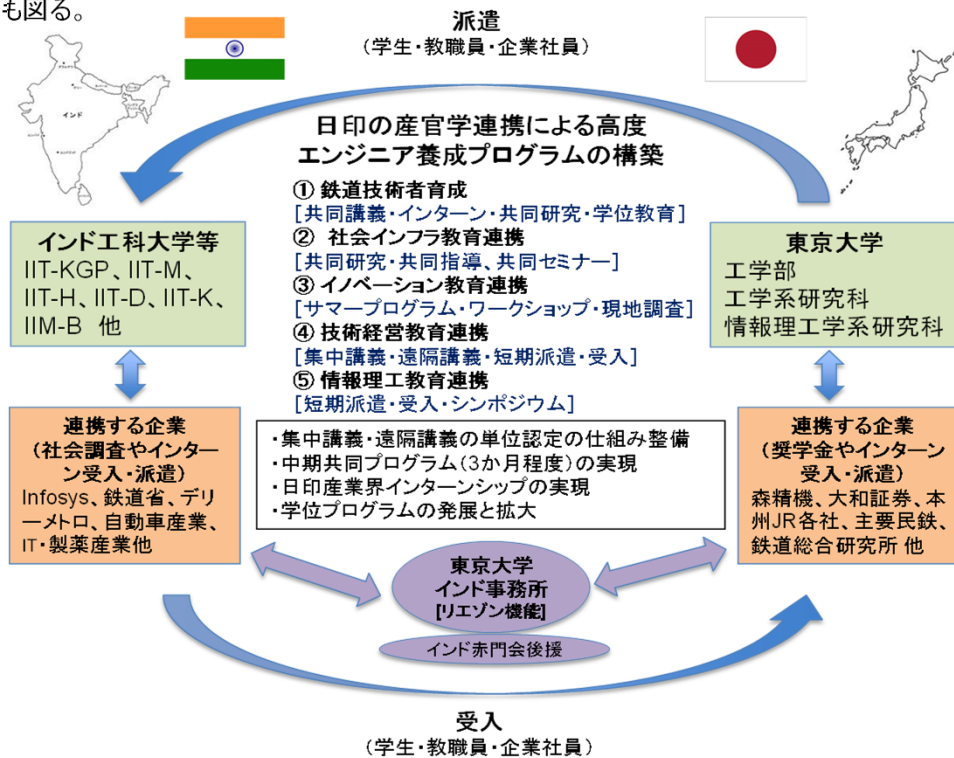 も図る。
派遣
(学生・教職員・企業社員)
インド
日印の産官学連携による高度
エンジニア養成プログラムの構築
① 鉄道技術者育成
[共同講義・インターン・共同研究・学位教育]
② 社会インフラ教育連携
[共同研究・共同指導、共同セミナー]
③ イノベーション教育連携
[サマープログラム・ワークショップ・現地調査]
④ 技術経営教育連携
[集中講義・遠隔講義・短期派遣・受入]
⑤ 情報理工教育連携
[短期派遣・受入・シンポジウム]
インド工科大学等
IIT-KGP、IIT-M、
IIT-H、IIT-D、IIT-K、
IIM-B 他
東京大学
工学部
工学系研究科
情報理工学系研究科
連携する企業
(社会調査やインター
ン受入・派遣)
Infosys、鉄道省、デリ
ーメトロ、自動車産業、
IT・製薬産業他
・集中講義・遠隔講義の単位認定の仕組み整備
・中期共同プログラム(3か月程度)の実現
・日印産業界インターンシップの実現
・学位プログラムの発展と拡大
連携する企業
(奨学金やインターン
受入・派遣)
森精機、大和証券、本
州JR各社、主要民鉄、
鉄道総合研究所 他
東京大学
インド事務所
[リエゾン機能]
インド赤門会後援
受入
(学生・教職員・企業社員)